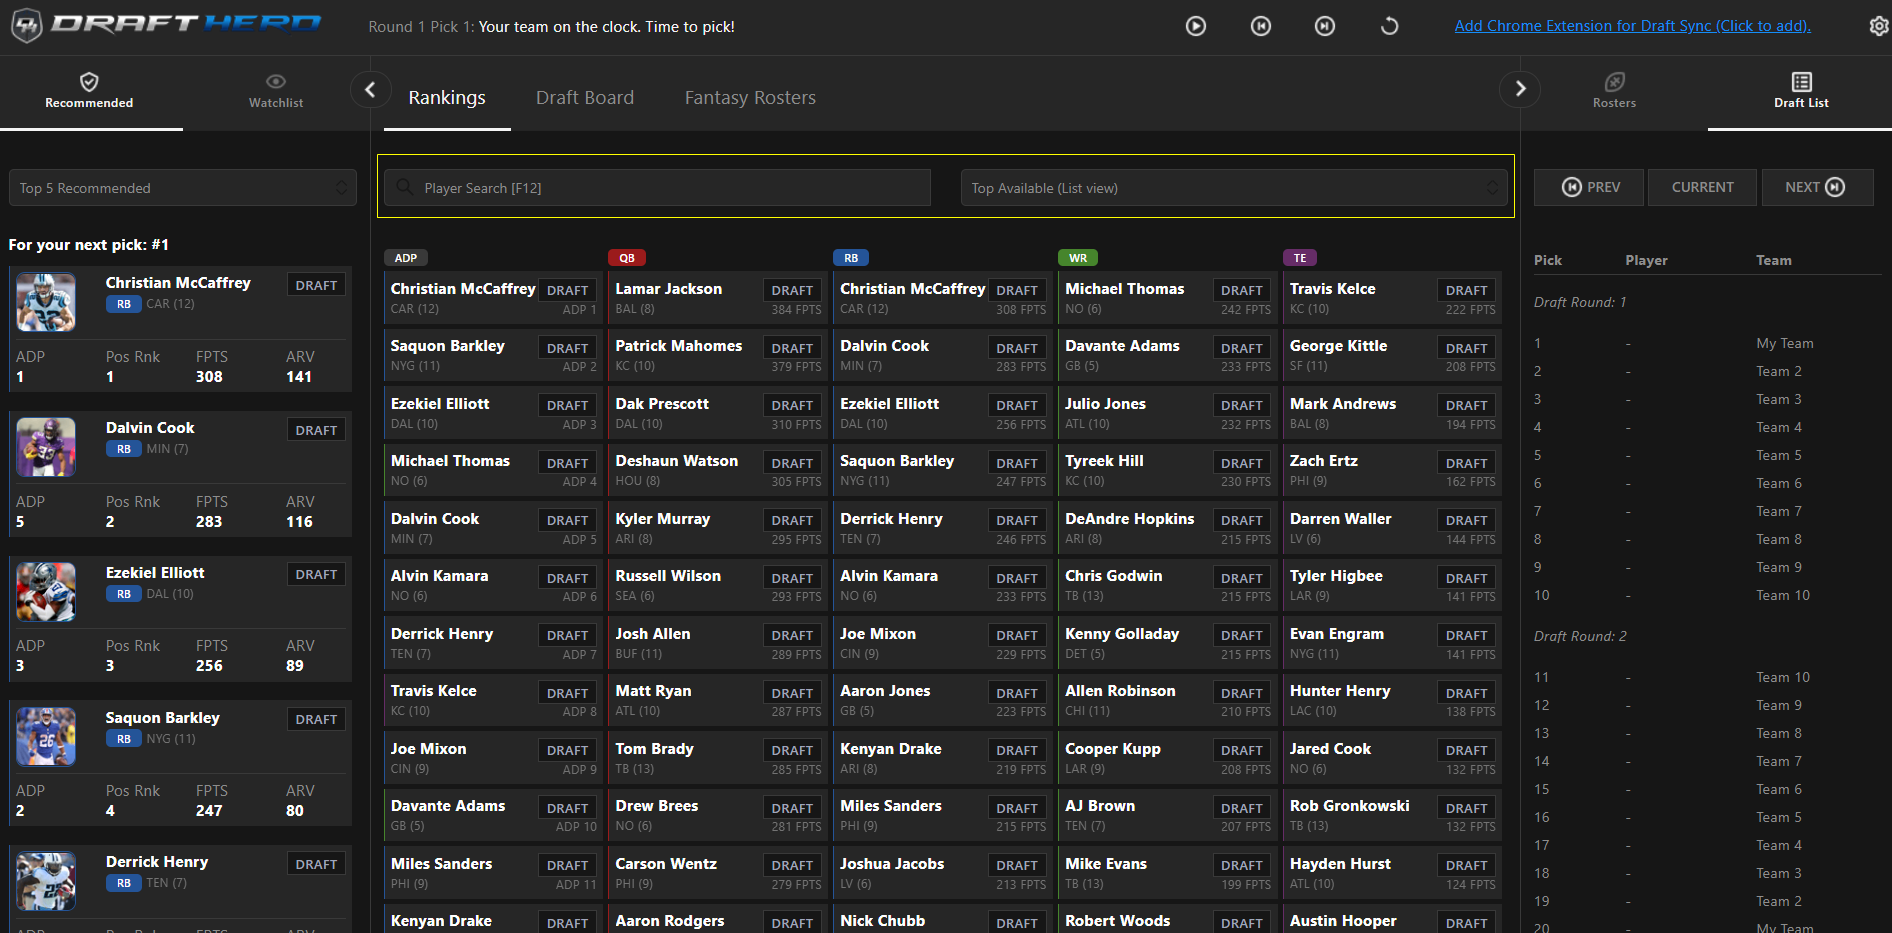 DRAFT HERO
Round 1 Pick 1: Your team on the clock. Time to pick!
Add Chrome Extension for Draft Sync (Click to add).
Recommended
Watchlist
Rankings
Draft Board
Fantasy Rosters
Rosters
Draft List
Top 5 Recommended
Player Search [F12]
Top Available (List view)
PREV
CURRENT
NEXT
For your next pick: #1
Christian McCaffrey DRAFT
RB CAR (12)
ADP Pos Rnk FPTS ARV
1 1 308 141
Dalvin Cook DRAFT
RB MIN (7)
ADP Pos Rnk FPTS ARV
5 2 283 116
Ezekiel Elliott DRAFT
RB DAL (10)
ADP Pos Rnk FPTS ARV
3 3 256 89
Saquon Barkley DRAFT
RB NYG (11)
ADP Pos Rnk FPTS ARV
2 4 247 80
Derrick Henry DRAFT
RB TEN (7)
ADP Pos Rnk FPTS ARV
ADP
Christian McCaffrey DRAFT
CAR (12) ADP 1
Saquon Barkley DRAFT
NYG (11) ADP 2
Ezekiel Elliott DRAFT
DAL (10) ADP 3
Michael Thomas DRAFT
NO (6) ADP 4
Dalvin Cook DRAFT
MIN (7) ADP 5
Alvin Kamara DRAFT
NO (6) ADP 6
Derrick Henry DRAFT
TEN (7) ADP 7
Travis Kelce DRAFT
KC (10) ADP 8
Joe Mixon DRAFT
CIN (9) ADP 9
Davante Adams DRAFT
GB (5) ADP 10
Miles Sanders DRAFT
PHI (9) ADP 11
Kenyan Drake DRAFT
QB
Lamar Jackson DRAFT
BAL (8) 384 FPTS
Patrick Mahomes DRAFT
KC (10) 379 FPTS
Dak Prescott DRAFT
DAL (10) 310 FPTS
Deshaun Watson DRAFT
HOU (8) 305 FPTS
Kyler Murray DRAFT
ARI (8) 295 FPTS
Russell Wilson DRAFT
SEA (6) 293 FPTS
Josh Allen DRAFT
BUF (11) 289 FPTS
Matt Ryan DRAFT
ATL (10) 287 FPTS
Tom Brady DRAFT
TB (13) 285 FPTS
Drew Brees DRAFT
NO (6) 281 FPTS
Carson Wentz DRAFT
PHI (9) 279 FPTS
Aaron Rodgers DRAFT
RB
Christian McCaffrey DRAFT
CAR (12) 308 FPTS
Dalvin Cook DRAFT
MIN (7) 283 FPTS
Ezekiel Elliott DRAFT
DAL (10) 256 FPTS
Saquon Barkley DRAFT
NYG (11) 247 FPTS
Derrick Henry DRAFT
TEN (7) 246 FPTS
Alvin Kamara DRAFT
NO (6) 233 FPTS
Joe Mixon DRAFT
CIN (9) 229 FPTS
Aaron Jones DRAFT
GB (5) 223 FPTS
Kenyan Drake DRAFT
ARI (8) 219 FPTS
Miles Sanders DRAFT
PHI (9) 215 FPTS
Joshua Jacobs DRAFT
LV (6) 213 FPTS
Nick Chubb DRAFT
WR
Michael Thomas DRAFT
NO (6) 242 FPTS
Davante Adams DRAFT
GB (5) 233 FPTS
Julio Jones DRAFT
ATL (10) 232 FPTS
Tyreek Hill DRAFT
KC (10) 230 FPTS
DeAndre Hopkins DRAFT
ARI (8) 215 FPTS
Chris Godwin DRAFT
TB (13) 215 FPTS
Kenny Golladay DRAFT
DET (5) 215 FPTS
Allen Robinson DRAFT
CHI (11) 210 FPTS
Cooper Kupp DRAFT
LAR (9) 208 FPTS
AJ Brown DRAFT
TEN (7) 207 FPTS
Mike Evans DRAFT
TB (13) 199 FPTS
Robert Woods DRAFT
TE
Travis Kelce DRAFT
KC (10) 222 FPTS
George Kittle DRAFT
SF (11) 208 FPTS
Mark Andrews DRAFT
BAL (8) 194 FPTS
Zach Ertz DRAFT
PHI (9) 162 FPTS
Darren Waller DRAFT
LV (6) 144 FPTS
Tyler Higbee DRAFT
LAR (9) 141 FPTS
Evan Engram DRAFT
NYG (11) 141 FPTS
Hunter Henry DRAFT
LAC (10) 138 FPTS
Jared Cook DRAFT
NO (6) 132 FPTS
Rob Gronkowski DRAFT
TB (13) 132 FPTS
Hayden Hurst DRAFT
ATL (10) 124 FPTS
Austin Hooper DRAFT
Pick Player Team
Draft Round: 1
1 - My Team
2 - Team 2
3 - Team 3
4 - Team 4
5 - Team 5
6 - Team 6
7 - Team 7
8 - Team 8
9 - Team 9
10 - Team 10
Draft Round: 2
11 - Team 10
12 - Team 9
13 - Team 8
14 - Team 7
15 - Team 6
16 - Team 5
17 - Team 4
18 - Team 3
19 - Team 2
20 - My Team